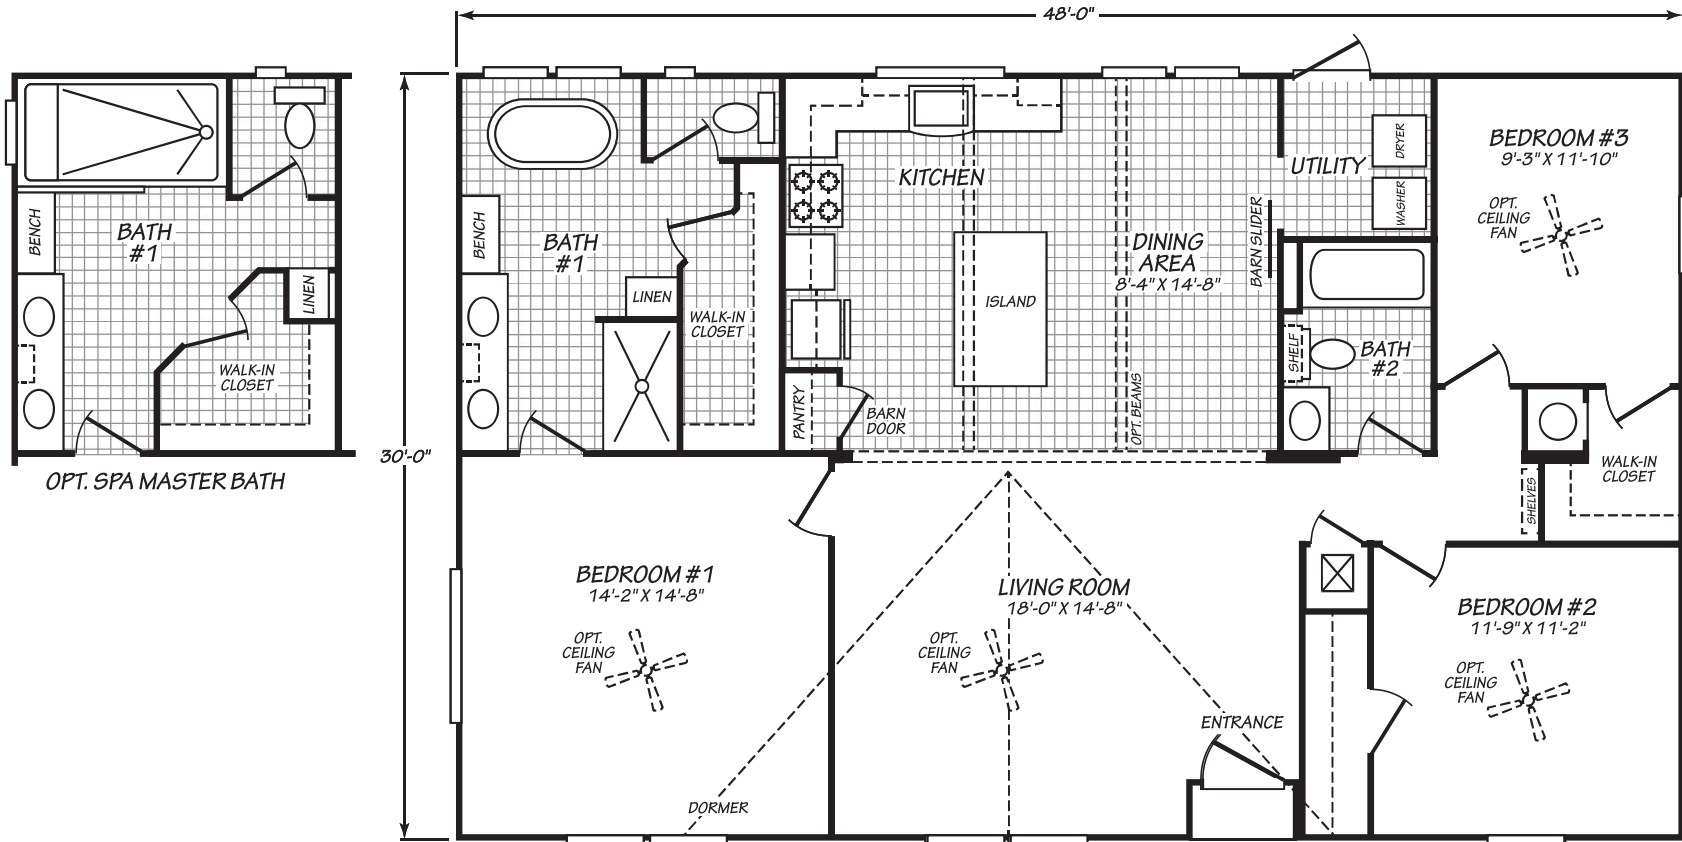 48'-0"
30'-0"
BENCH
BATH
#1
LINEN
WALK-IN
CLOSET
OPT. SPA MASTER BATH
BENCH
BATH
#1
LINEN
WALK-IN
CLOSET
KITCHEN
ISLAND
PANTRY
BARN
DOOR
OPT. BEAMS
DINING
AREA
8'-4" X 14'-8"
BARN SLIDER
UTILITY
DRYER
WASHER
SHELF
BATH
#2
BEDROOM #3
9'-3" X 11'-10"
OPT.
CEILING
FAN
WALK-IN
CLOSET
SHELVES
BEDROOM #1
14'-2" X 14'-8"
OPT.
CEILING
FAN
DORMER
LIVING ROOM
18'-0" X 14'-8"
OPT.
CEILING
FAN
ENTRANCE
BEDROOM #2
11'-9" X 11'-2"
OPT.
CEILING
FAN